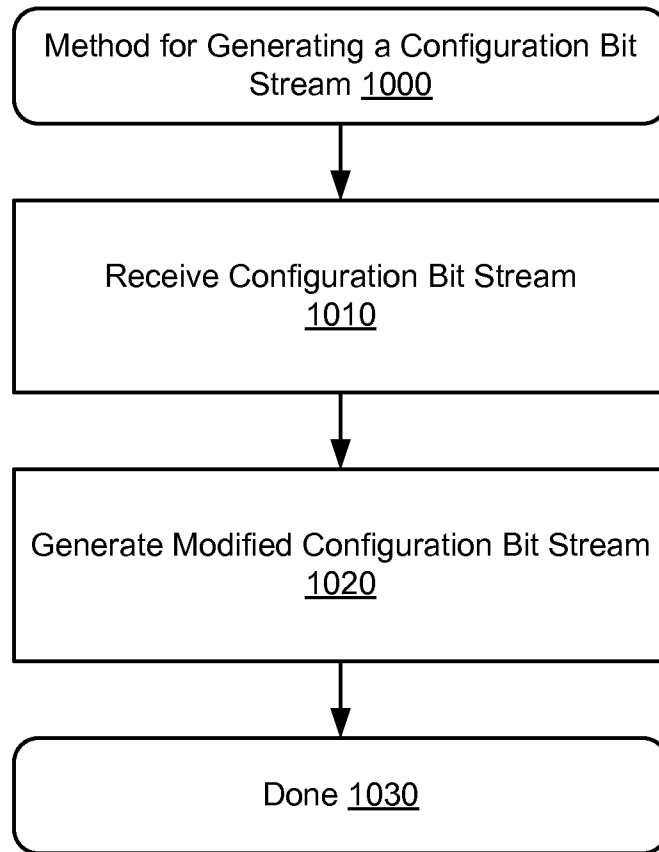 Method for Generating a Configuration Bit
Stream 1000
Receive Configuration Bit Stream
1010
Generate Modified Configuration Bit Stream
1020
Done 1030